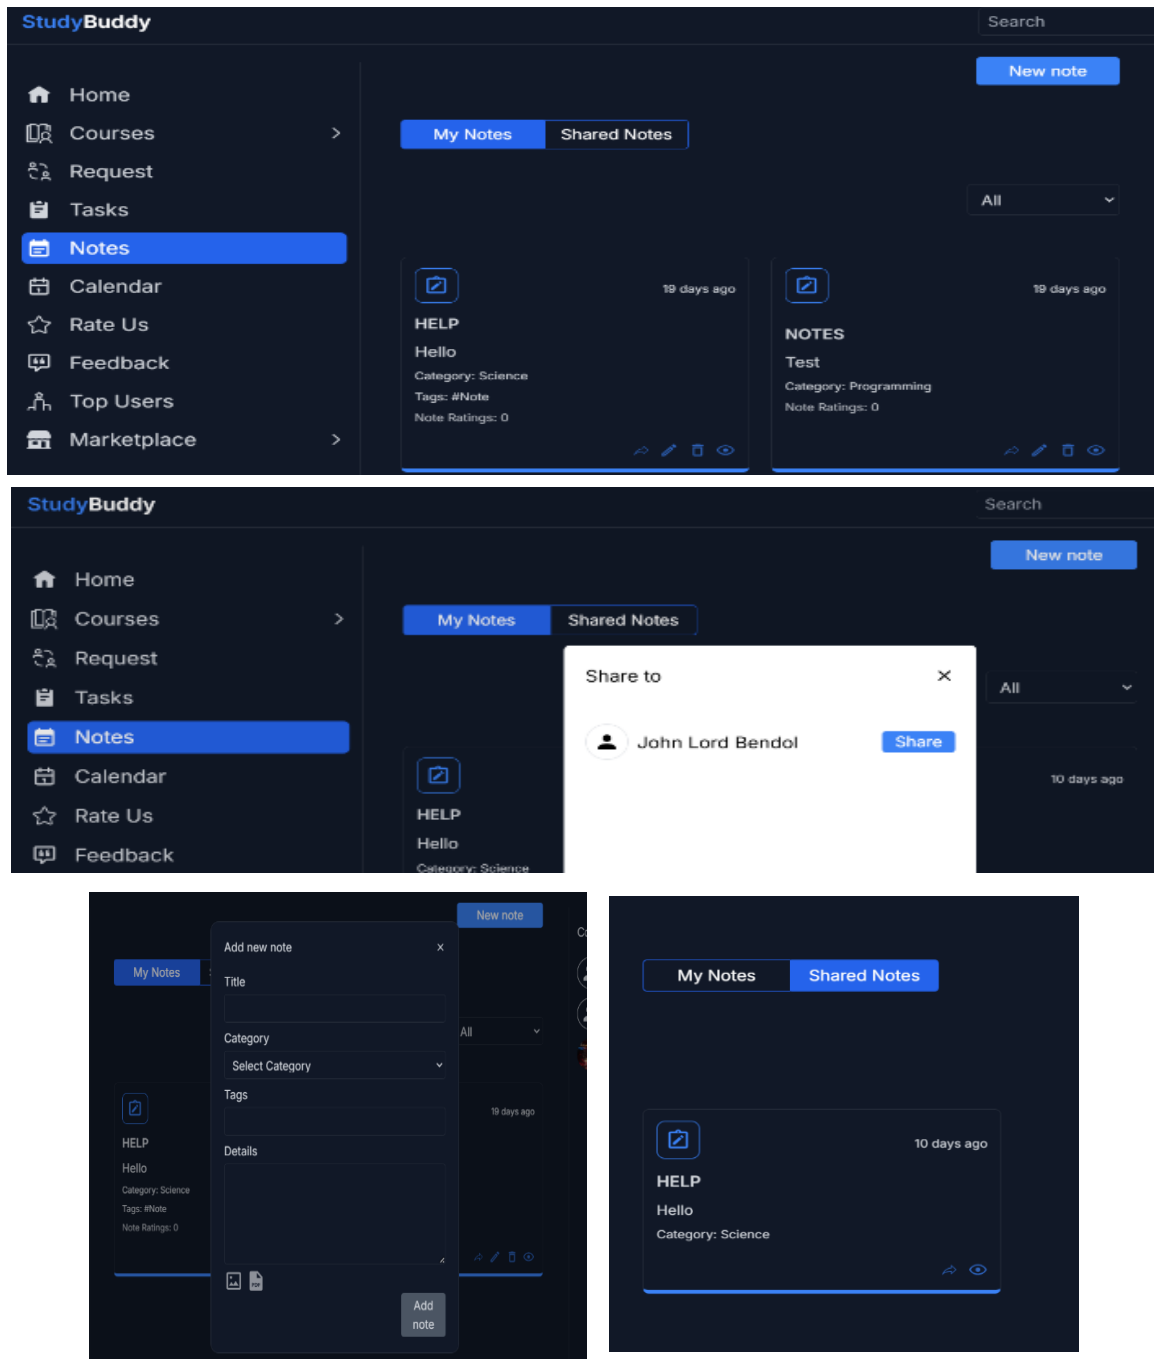 StudyBuddy
Search
New note
Home
Courses
Request
Tasks
Notes
Calendar
Rate Us
Feedback
Top Users
Marketplace
My Notes
Shared Notes
All
19 days ago
HELP
Hello
Category: Science
Tags: #Note
Note Ratings: 0
19 days ago
NOTES
Test
Category: Programming
Note Ratings: 0
StudyBuddy
Search
New note
Home
Courses
Request
Tasks
Notes
Calendar
Rate Us
Feedback
My Notes
Shared Notes
All
Share to
John Lord Bendol
Share
10 days ago
HELP
Hello
Category: Science
New note
My Notes
All
Add new note
X
Title
Category
Select Category
Tags
Details
PDF
Add
note
19 days ago
HELP
Hello
Category: Science
Tags: #Note
Note Ratings: 0
My Notes
Shared Notes
10 days ago
HELP
Hello
Category: Science